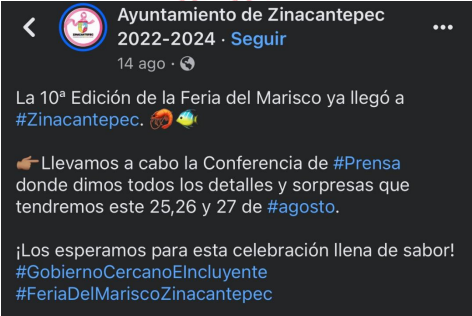 Ayuntamiento de Zinacantepec
2022-2024 · Seguir
14 ago ·
La 10ª Edición de la Feria del Marisco ya llegó a
#Zinacantepec. 🦐🐠
👉🏽Llevamos a cabo la Conferencia de #Prensa
donde dimos todos los detalles y sorpresas que
tendremos este 25,26 y 27 de #agosto.
¡Los esperamos para esta celebración llena de sabor!
#GobiernoCercanoEIncluyente
#FeriaDelMariscoZinacantepec